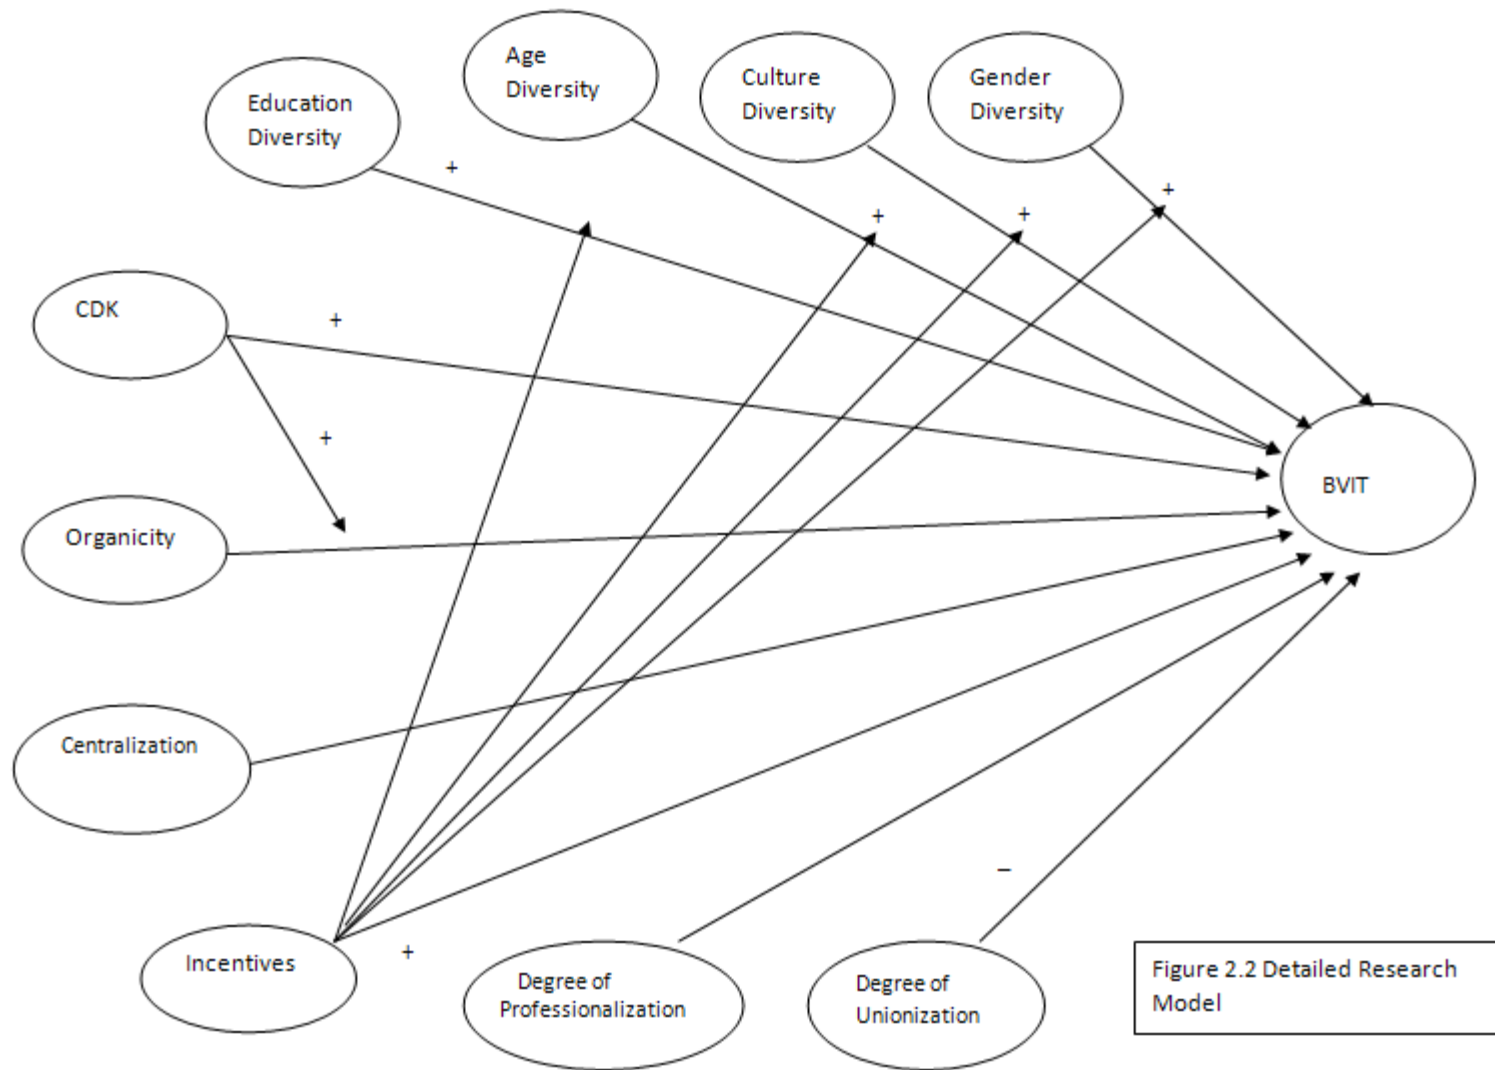 Age
Diversity
Culture
Diversity
Gender
Diversity
Education
Diversity
+
+
+
+
CDK
+
+
BVIT
Organicity
Centralization
−
Incentives
+
Degree of
Professionalization
Degree of
Unionization
Figure 2.2 Detailed Research
Model